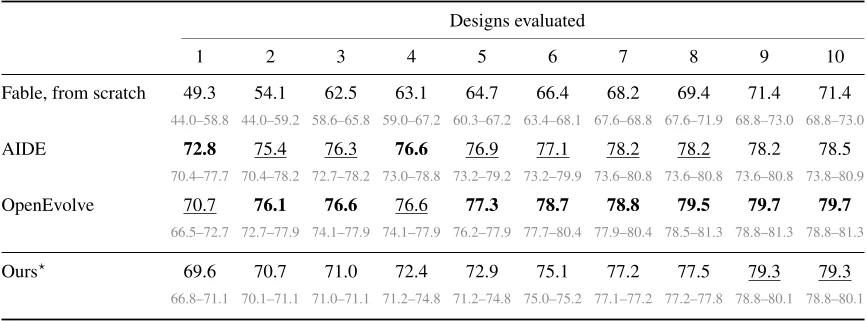 Designs evaluated
1 2 3 4 5 6 7 8 9 10
Fable, from scratch 49.3 54.1 62.5 63.1 64.7 66.4 68.2 69.4 71.4 71.4
44.0–58.8 44.0–59.2 58.6–65.8 59.0–67.2 60.3–67.2 63.4–68.1 67.6–68.8 67.6–71.9 68.8–73.0 68.8–73.0
AIDE 72.8 75.4 76.3 76.6 76.9 77.1 78.2 78.2 78.2 78.5
70.4–77.7 70.4–78.2 72.7–78.2 73.0–78.8 73.2–79.2 73.2–79.9 73.6–80.8 73.6–80.8 73.6–80.8 73.8–80.9
OpenEvolve 70.7 76.1 76.6 76.6 77.3 78.7 78.8 79.5 79.7 79.7
66.5–72.7 72.7–77.9 74.1–77.9 74.1–77.9 76.2–77.9 77.7–80.4 77.9–80.4 78.5–81.3 78.8–81.3 78.8–81.3
Ours* 69.6 70.7 71.0 72.4 72.9 75.1 77.2 77.5 79.3 79.3
66.8–71.1 70.1–71.1 71.0–71.1 71.2–74.8 71.2–74.8 75.0–75.2 77.1–77.2 77.2–77.8 78.8–80.1 78.8–80.1